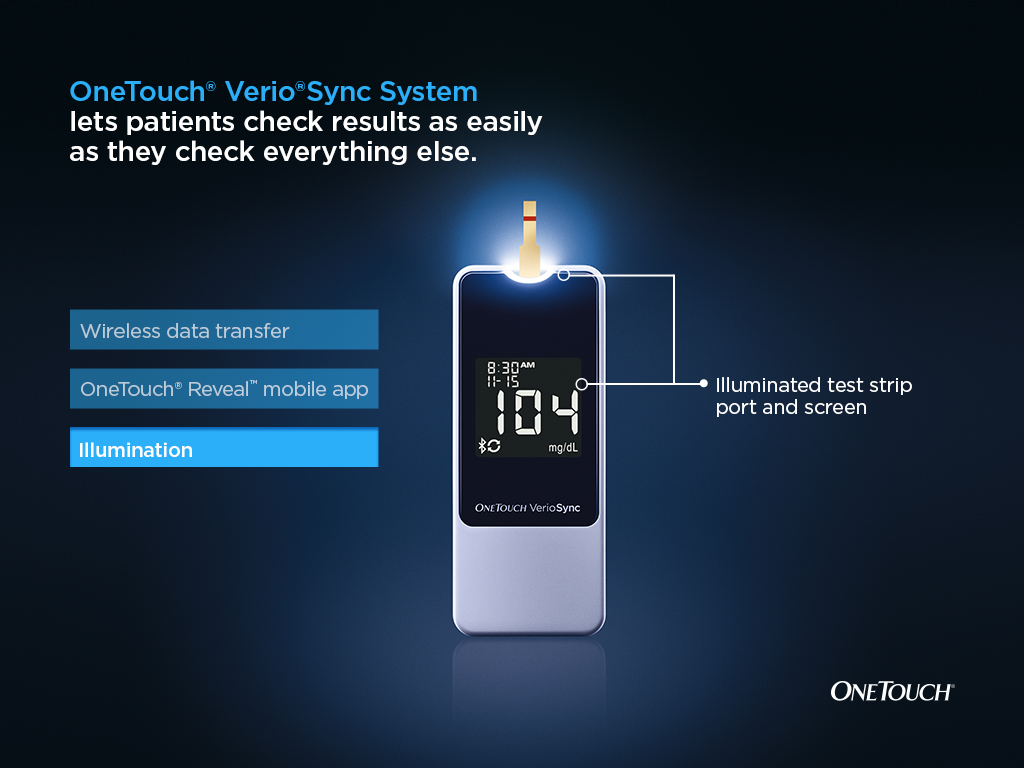 OneTouch® Verio®Sync System
lets patients check results as easily
as they check everything else.
Wireless data transfer
OneTouch® Reveal™ mobile app
Illumination
8:30 AM
11-15
104
mg/dL
ONETOUCH VerioSync
Illuminated test strip
port and screen
ONETOUCH®